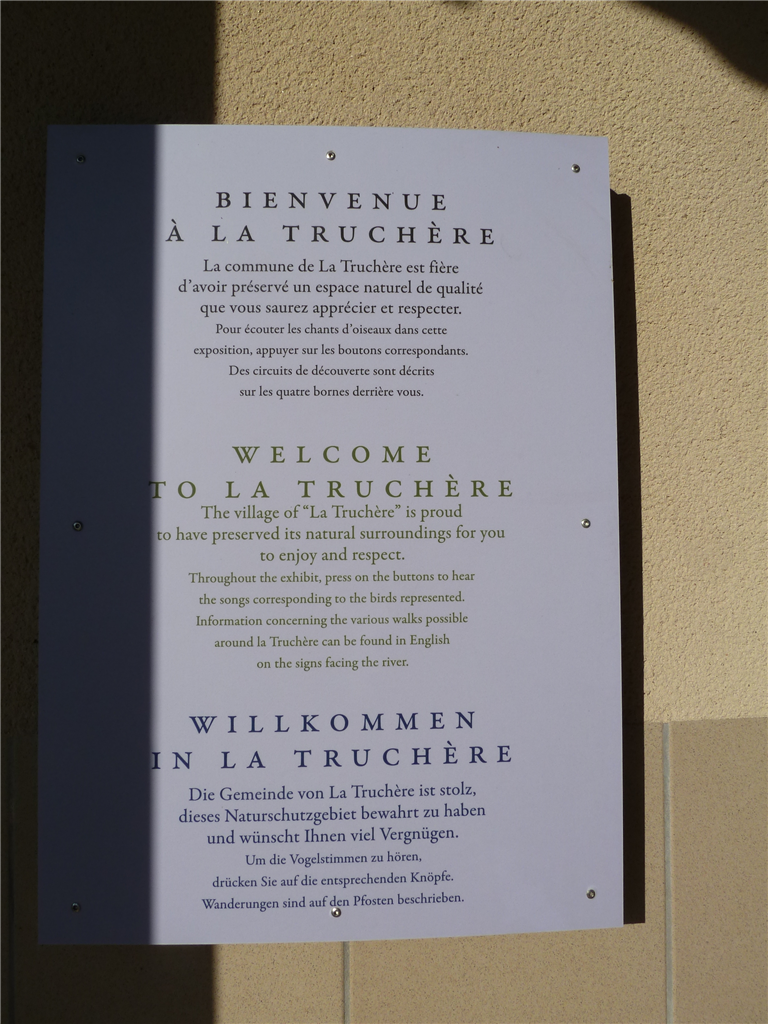 BIENVENUE
À LA TRUCHÈRE
La commune de La Truchère est fière
d'avoir préservé un espace naturel de qualité
que vous saurez apprécier et respecter.
Pour écouter les chants d'oiseaux dans cette
exposition, appuyer sur les boutons correspondants.
Des circuits de découverte sont décrits
sur les quatre bornes derrière vous.
WELCOME
TO LA TRUCHÈRE
The village of “La Truchère” is proud
to have preserved its natural surroundings for you
to enjoy and respect.
Throughout the exhibit, press on the buttons to hear
the songs corresponding to the birds represented.
Information concerning the various walks possible
around la Truchère can be found in English
on the signs facing the river.
WILLKOMMEN
IN LA TRUCHÈRE
Die Gemeinde von La Truchère ist stolz,
dieses Naturschutzgebiet bewahrt zu haben
und wünscht Ihnen viel Vergnügen.
Um die Vogelstimmen zu hören,
drücken Sie auf die entsprechenden Knöpfe.
Wanderungen sind auf den Pfosten beschrieben.